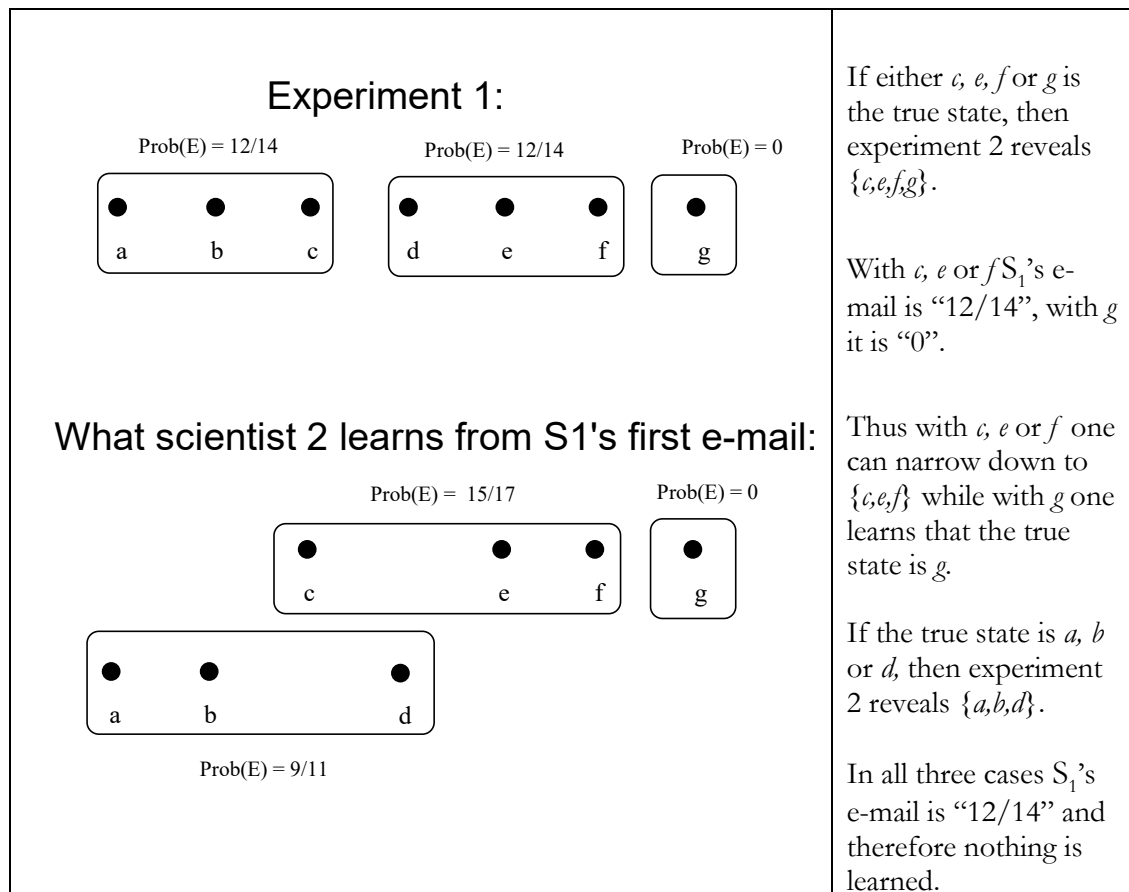 Experiment 1:
Prob(E) = 12/14
Prob(E) = 12/14
Prob(E) = 0
a b c d e f g
What scientist 2 learns from S1's first e-mail:
Prob(E) = 15/17
Prob(E) = 0
c e f g
a b d
Prob(E) = 9/11
If either c, e, f or g is
the true state, then
experiment 2 reveals
{c,e,f,g}.
With c, e or f S₁’s e-
mail is “12/14”, with g
it is “0”.
Thus with c, e or f one
can narrow down to
{c,e,f} while with g one
learns that the true
state is g.
If the true state is a, b
or d, then experiment
2 reveals {a,b,d}.
In all three cases S₁’s
e-mail is “12/14” and
therefore nothing is
learned.